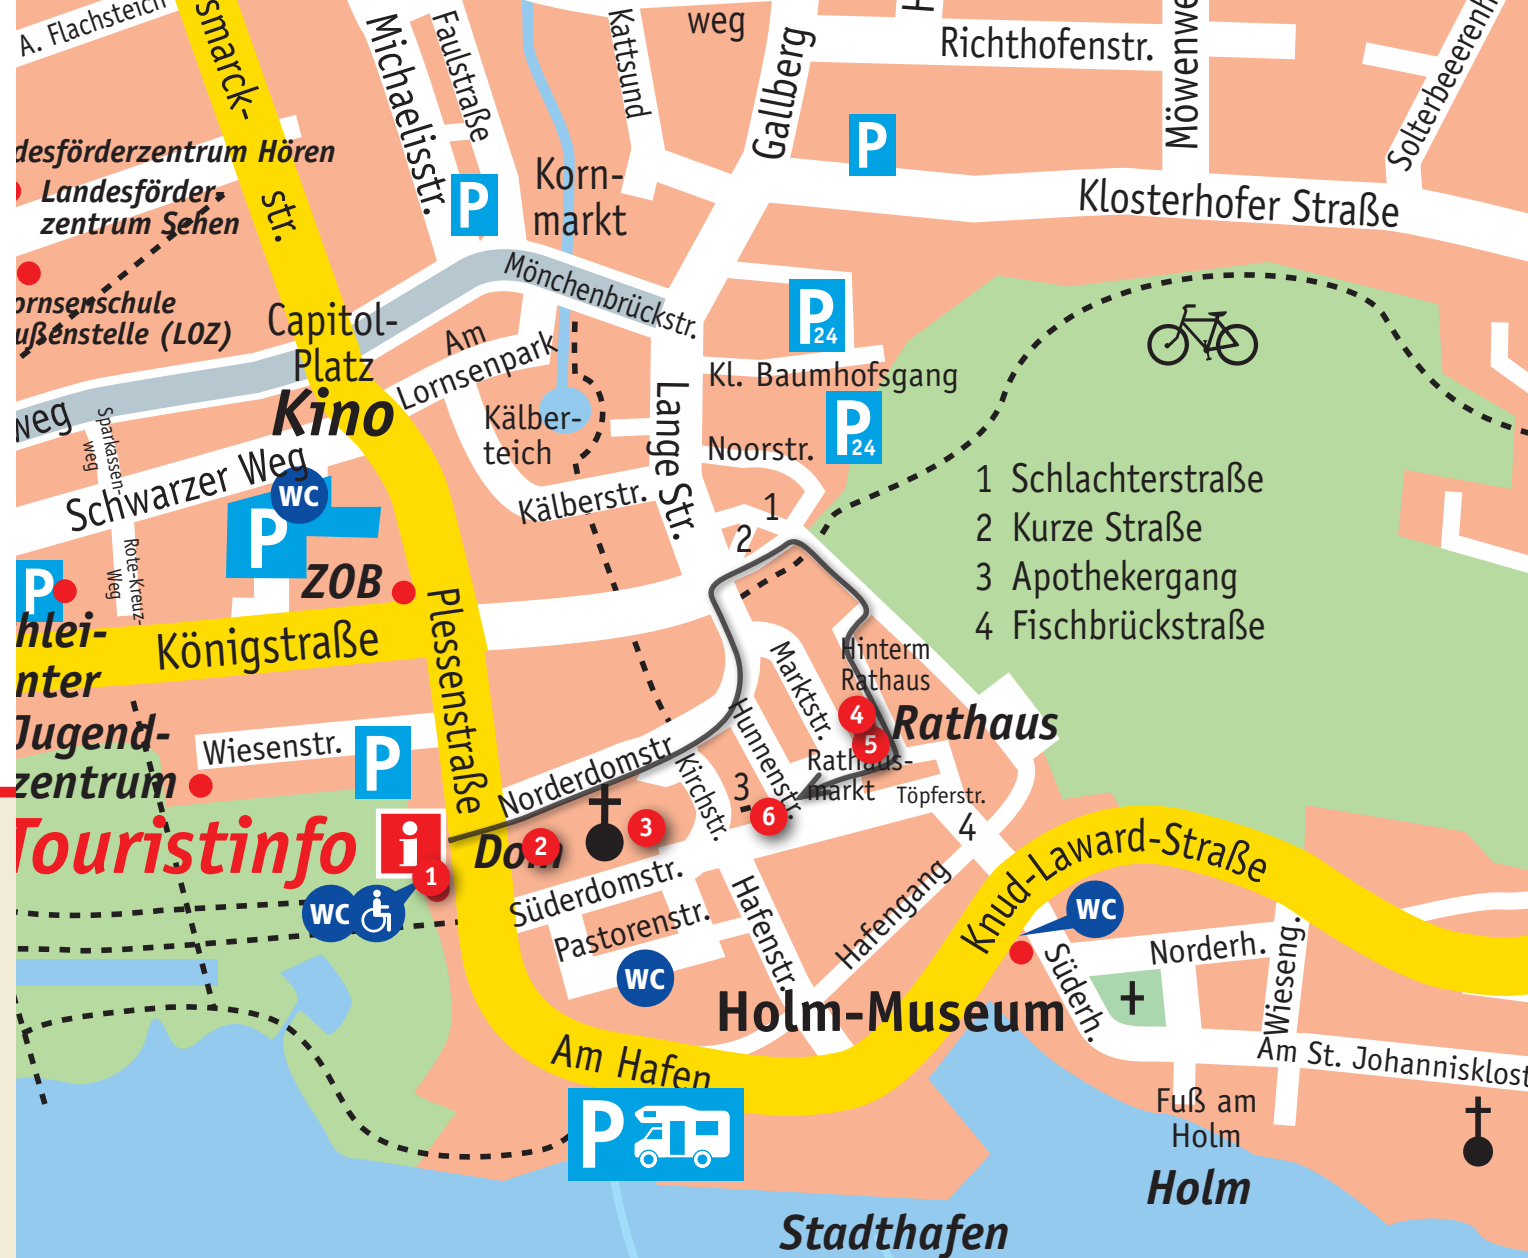 A. Flachsteich
smarck-
str.
Michaelisstr.
Faulstraße
Kattsund
weg
Gallberg
H
Richthofenstr.
Möwenwe
Solterbeerenh
P
P
Korn-
markt
Klosterhofer Straße
desförderzentrum Hören
Landesförder-
zentrum Sehen
ornsenschule
ußenstelle (LOZ)
Capitol-
Platz
Kino
Mönchenbrückstr.
Am
Lornsenpark
P24
Kl. Baumhofsgang
P24
Kälber-
teich
Lange Str.
Noorstr.
weg
Sparkassen-
weg
Schwarzer Weg
WC
P
Kälberstr.
1
2
1 Schlachterstraße
2 Kurze Straße
3 Apothekergang
4 Fischbrückstraße
Rote-Kreuz-
Weg
P
ZOB
hlei-
nter
Königstraße
Plessenstraße
Jugend-
zentrum
Wiesenstr.
P
Marktstr.
Hinterm
Rathaus
4
Rathaus
5
Hunnenstr.
Rathaus-
markt
Töpferstr.
Norderdomstr.
Kirchstr.
3
6
4
Touristinfo
i
1
Dom
2
3
WC
Süderdomstr.
Pastorenstr.
WC
Hafenstr.
Hafengang
Knud-Laward-Straße
WC
Norderh.
Süderh.
Wieseng.
Holm-Museum
Am Hafen
Am St. Johannisklost
P
Fuß am
Holm
Holm
Stadthafen